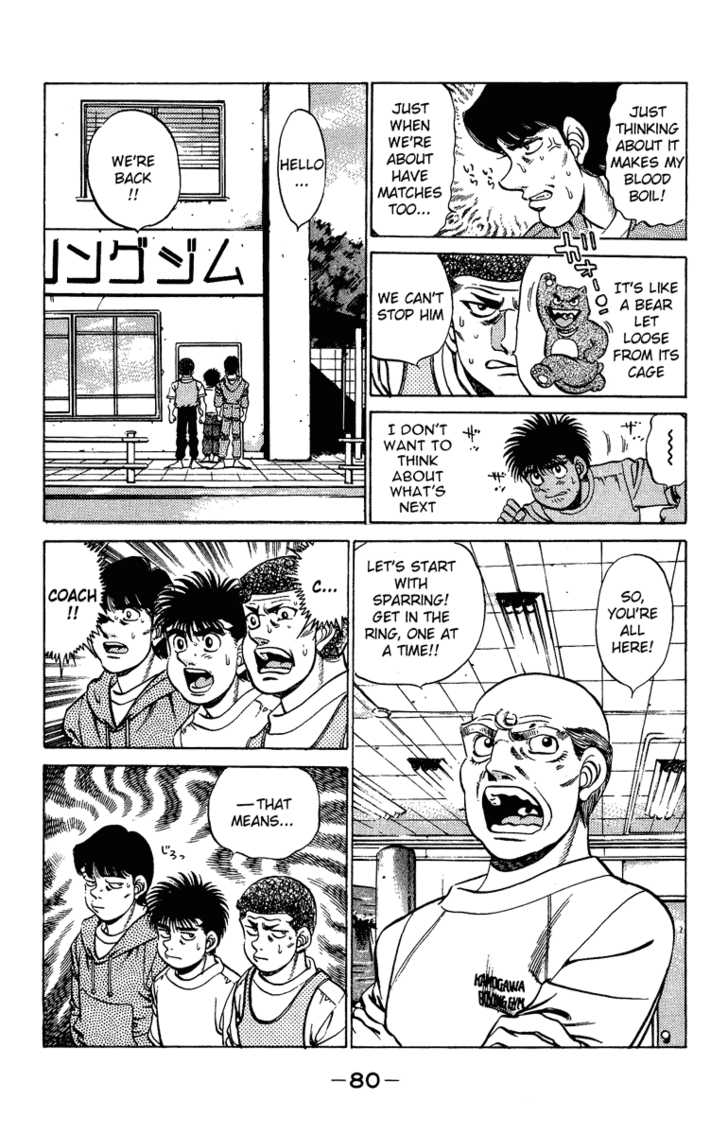 JUST
THINKING
ABOUT IT
MAKES MY
BLOOD
BOIL!
JUST
WHEN
WE'RE
ABOUT
HAVE
MATCHES
TOO...
IT'S LIKE
A BEAR
LET
LOOSE
FROM ITS
CAGE
WE CAN'T
STOP HIM
I DON'T
WANT TO
THINK
ABOUT
WHAT'S
NEXT
HELLO
...
WE'RE
BACK
!!
ングジム
SO,
YOU'RE
ALL
HERE!
LET'S START
WITH
SPARRING!
GET IN THE
RING, ONE AT
A TIME!!
KAMOGAWA
BOXING GYM
C...
COACH
!!
—THAT
MEANS...
じろっ
—80—